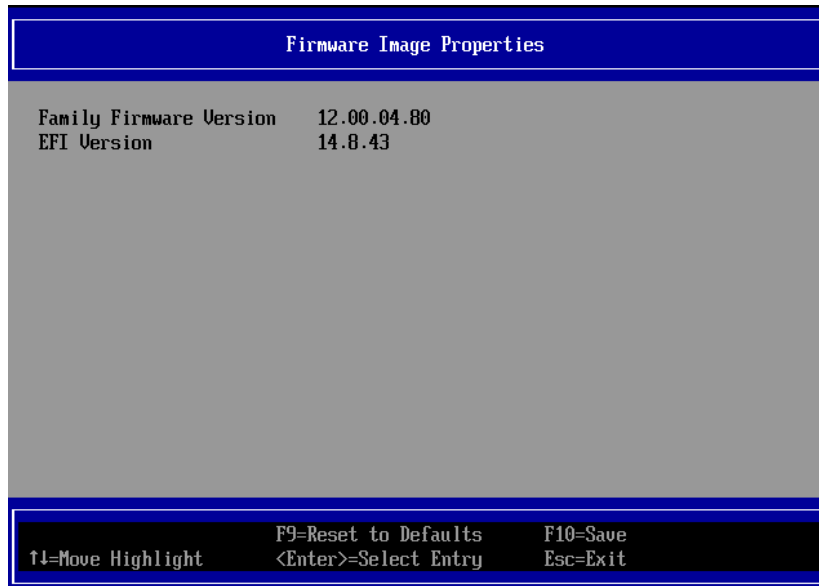 Firmware Image Properties
Family Firmware Version 12.00.04.80
EFI Version 14.8.43
F9=Reset to Defaults F10=Save
↑↓=Move Highlight <Enter>=Select Entry Esc=Exit